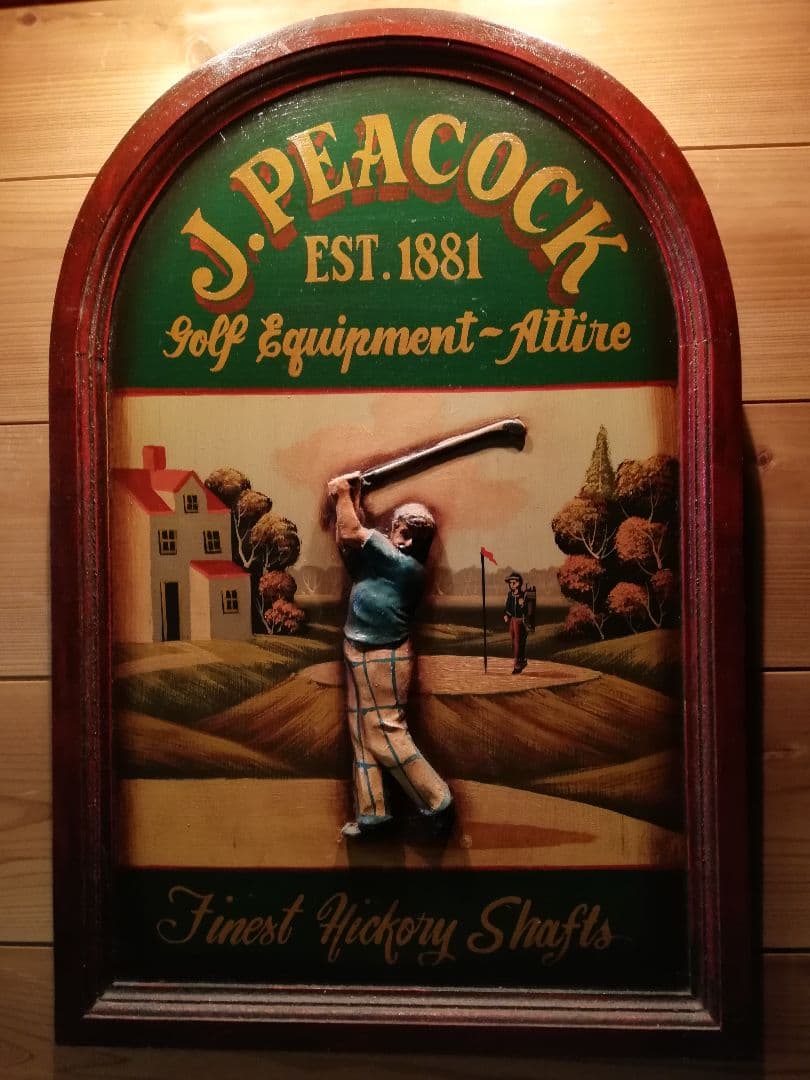 J. PEACOCK
EST. 1881
Golf Equipment ~ Attire
Finest Hickory Shafts